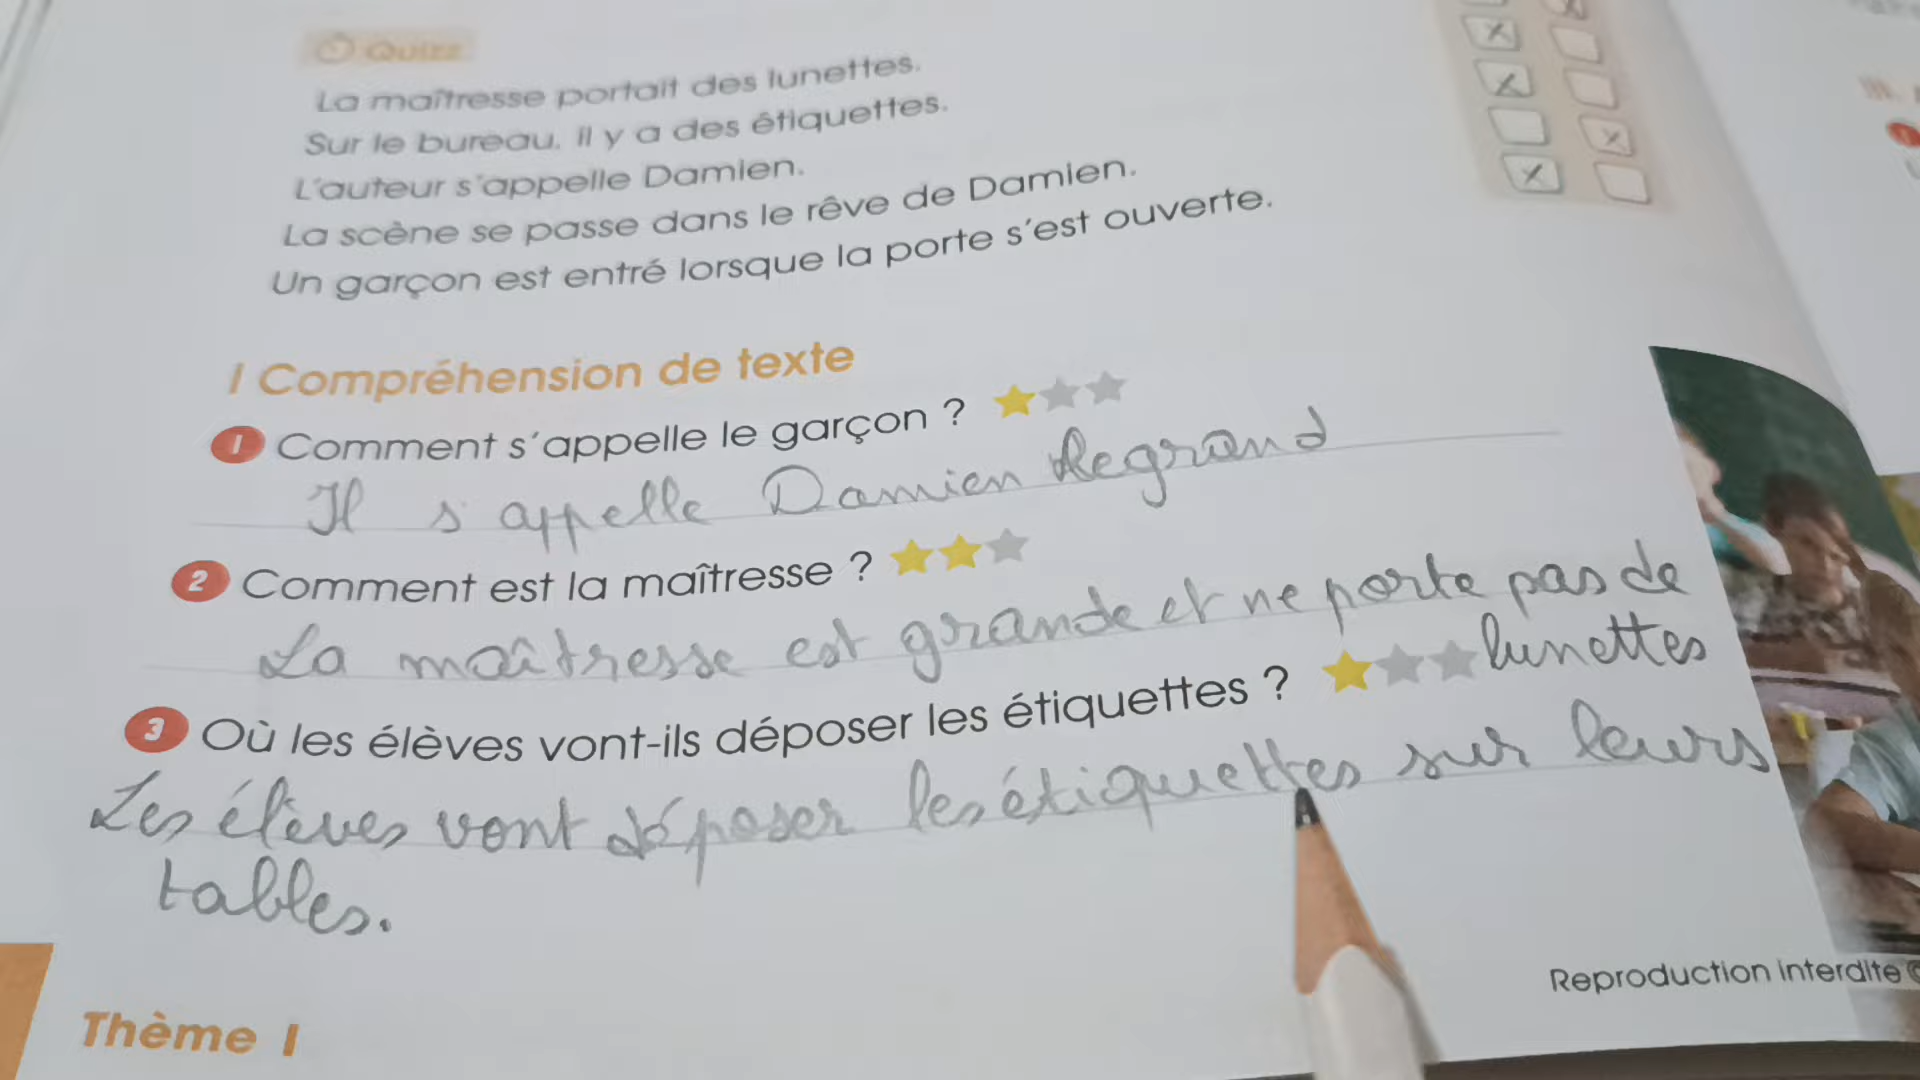 Quizz
La maîtresse portait des lunettes.
Sur le bureau, il y a des étiquettes.
L'auteur s'appelle Damien.
La scène se passe dans le rêve de Damien.
Un garçon est entré lorsque la porte s'est ouverte.
I Compréhension de texte
1 Comment s'appelle le garçon ?
Il s'appelle Damien Legrand
2 Comment est la maîtresse ?
La maîtresse est grande et ne porte pas de
lunettes
3 Où les élèves vont-ils déposer les étiquettes ?
Les élèves vont déposer les étiquettes sur leurs
tables.
Reproduction interdite ©
Thème I